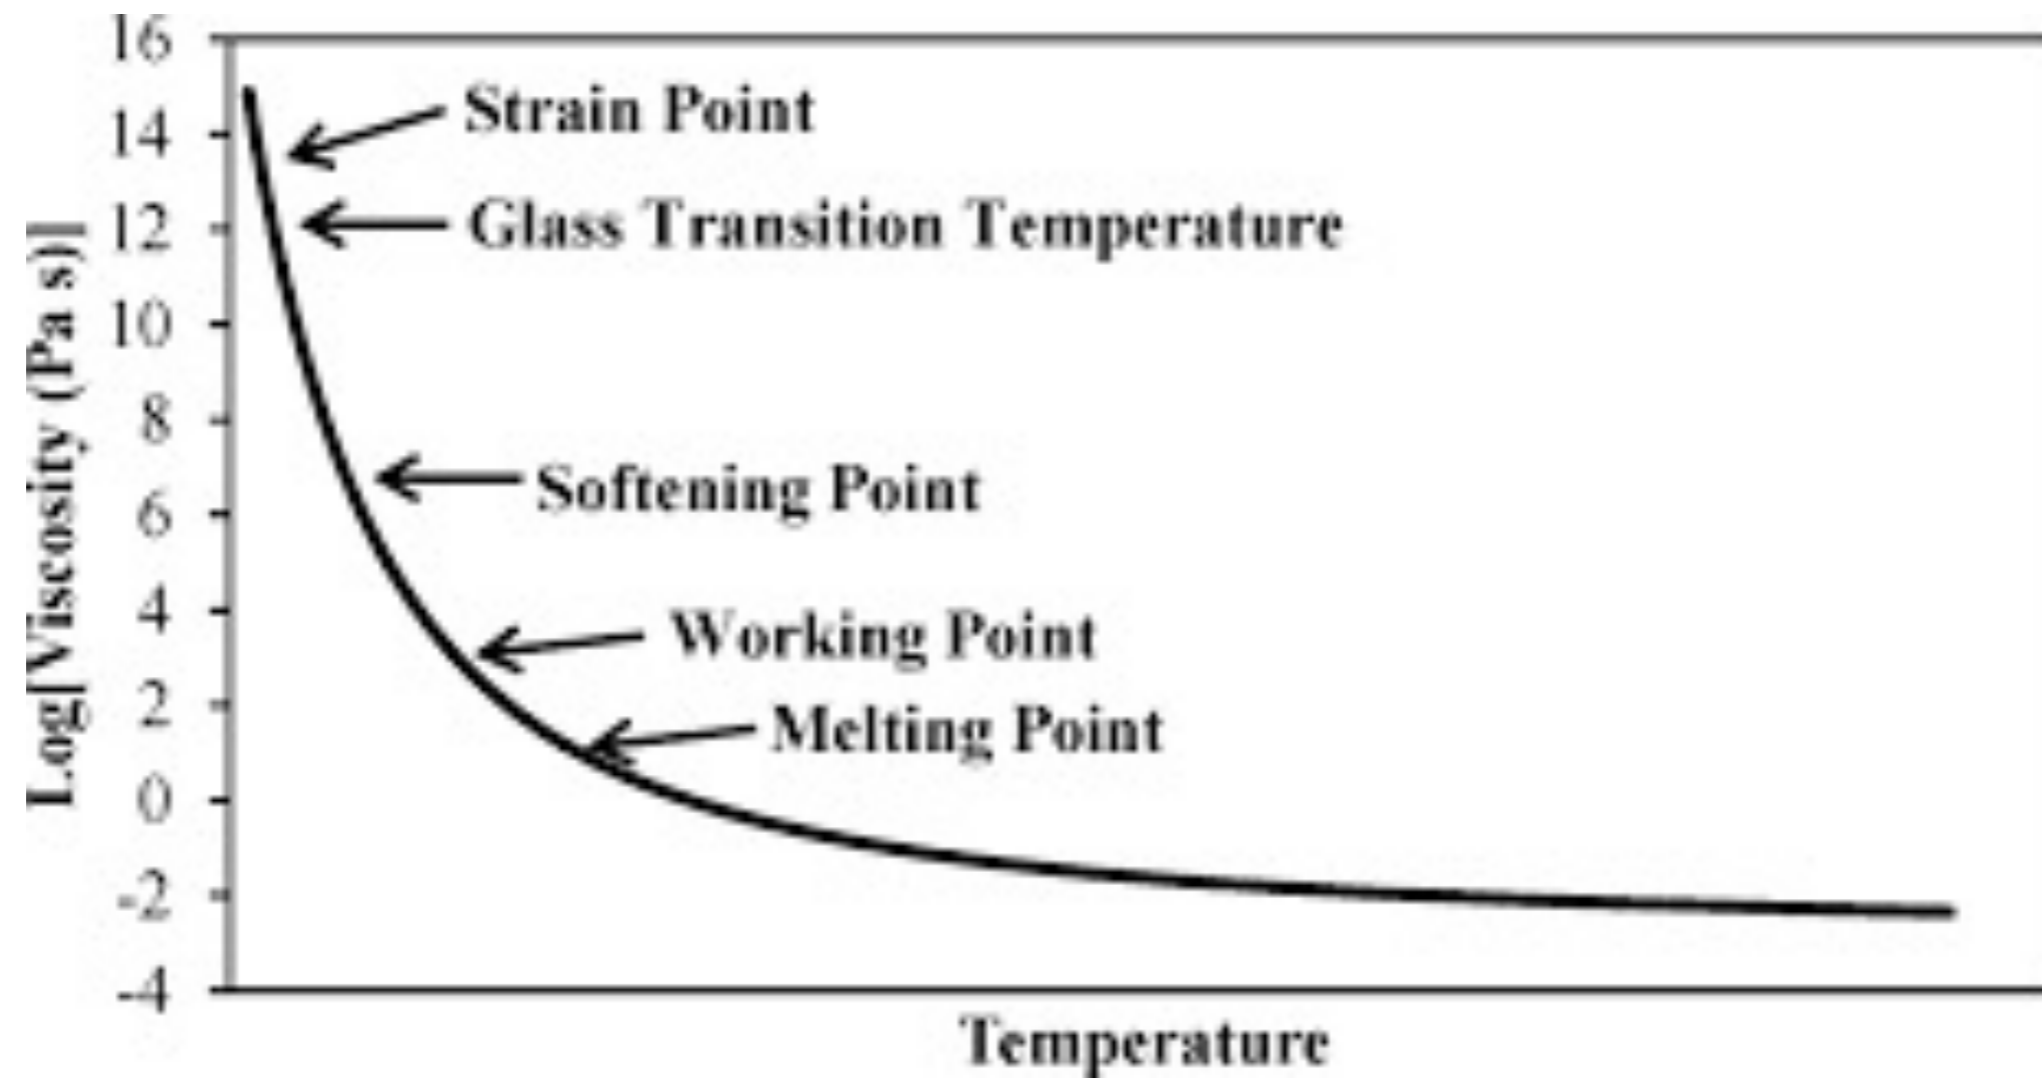 16
14
12
10
8
6
4
2
0
-2
-4
Log[Viscosity (Pa s)]
Strain Point
Glass Transition Temperature
Softening Point
Working Point
Melting Point
Temperature